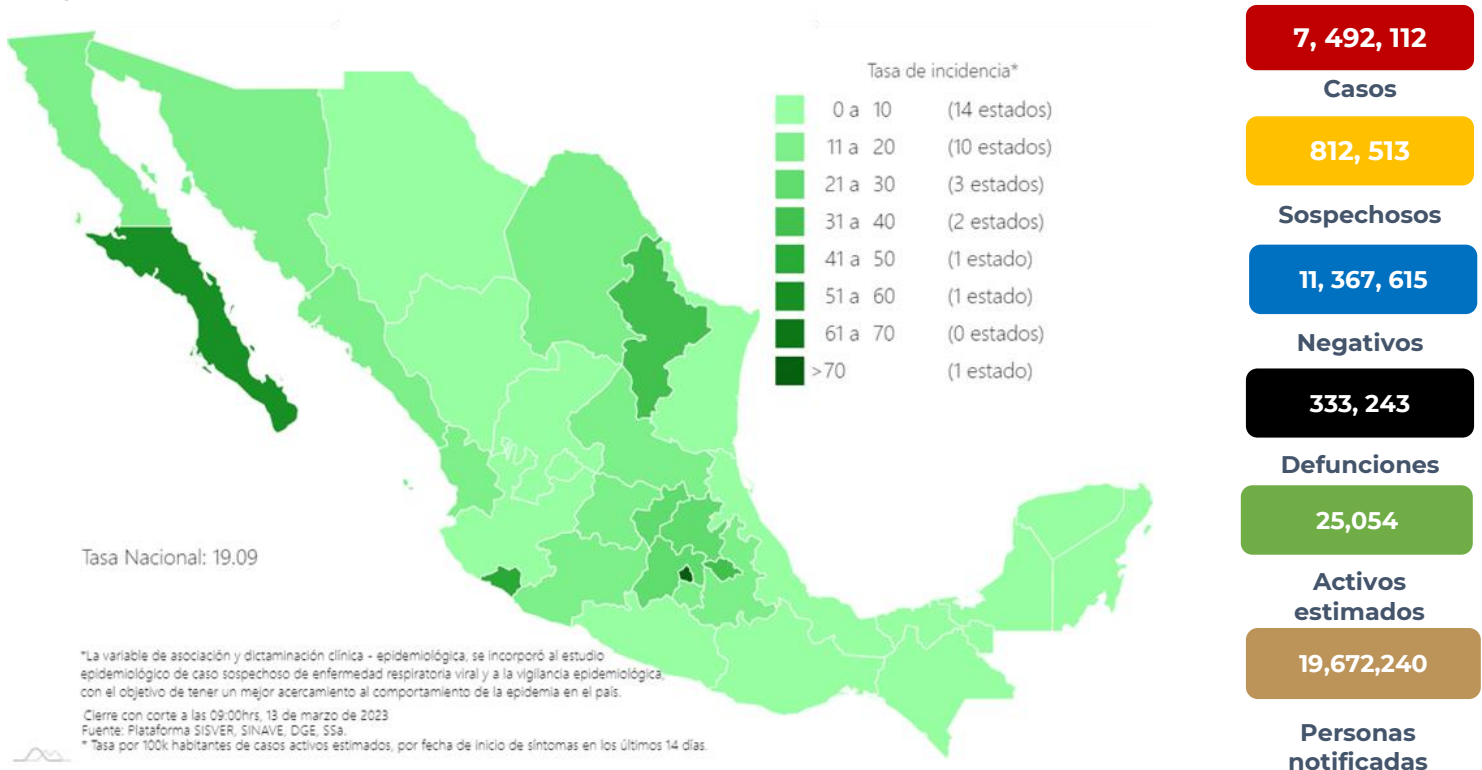 Tasa de incidencia*
0 a 10 (14 estados)
11 a 20 (10 estados)
21 a 30 (3 estados)
31 a 40 (2 estados)
41 a 50 (1 estado)
51 a 60 (1 estado)
61 a 70 (0 estados)
>70 (1 estado)
Tasa Nacional: 19.09
*La variable de asociación y dictaminación clínica - epidemiológica, se incorporó al estudio
epidemiológico de caso sospechoso de enfermedad respiratoria viral y a la vigilancia epidemiológica,
con el objetivo de tener un mejor acercamiento al comportamiento de la epidemia en el país.
Cierre con corte a las 09:00hrs, 13 de marzo de 2023
Fuente: Plataforma SISVER, SINAVE, DGE, SSa.
* Tasa por 100k habitantes de casos activos estimados, por fecha de inicio de síntomas en los últimos 14 días.
7, 492, 112
Casos
812, 513
Sospechosos
11, 367, 615
Negativos
333, 243
Defunciones
25,054
Activos
estimados
19,672,240
Personas
notificadas